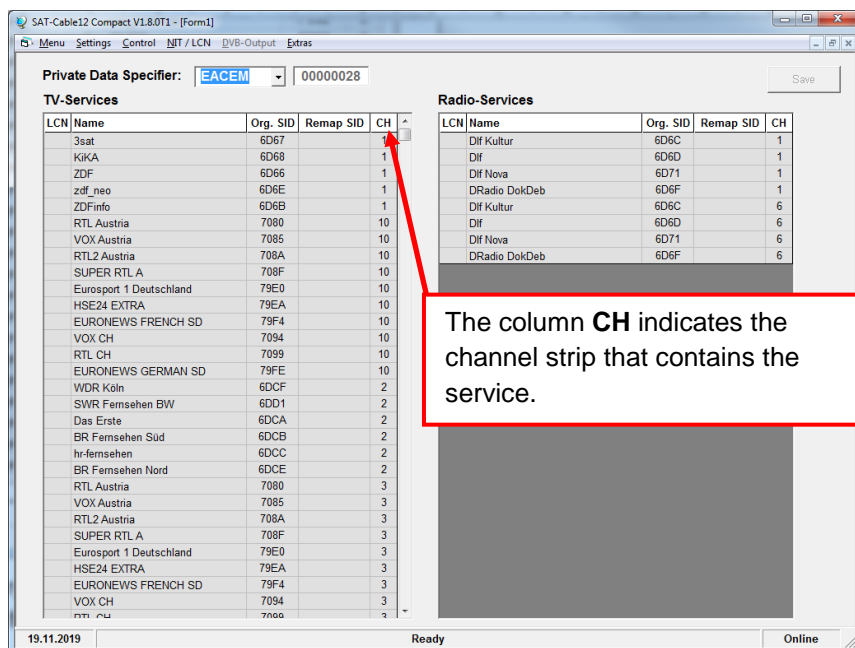 SAT-Cable12 Compact V1.8.0T1 - [Form1]
Menu Settings Control NIT / LCN DVB-Output Extras
Private Data Specifier: EACEM 00000028 Save
TV-Services
LCN Name Org. SID Remap SID CH
3sat 6D67 1
KiKA 6D68 1
ZDF 6D66 1
zdf_neo 6D6E 1
ZDFinfo 6D6B 1
RTL Austria 7080 10
VOX Austria 7085 10
RTL2 Austria 708A 10
SUPER RTL A 708F 10
Eurosport 1 Deutschland 79E0 10
HSE24 EXTRA 79EA 10
EURONEWS FRENCH SD 79F4 10
VOX CH 7094 10
RTL CH 7099 10
EURONEWS GERMAN SD 79FE 10
WDR Köln 6DCF 2
SWR Fernsehen BW 6DD1 2
Das Erste 6DCA 2
BR Fernsehen Süd 6DCB 2
hr-fernsehen 6DCC 2
BR Fernsehen Nord 6DCE 2
RTL Austria 7080 3
VOX Austria 7085 3
RTL2 Austria 708A 3
SUPER RTL A 708F 3
Eurosport 1 Deutschland 79E0 3
HSE24 EXTRA 79EA 3
EURONEWS FRENCH SD 79F4 3
VOX CH 7094 3
RTL CH 7099 3
Radio-Services
LCN Name Org. SID Remap SID CH
Dlf Kultur 6D6C 1
Dlf 6D6D 1
Dlf Nova 6D71 1
DRadio DokDeb 6D6F 1
Dlf Kultur 6D6C 6
Dlf 6D6D 6
Dlf Nova 6D71 6
DRadio DokDeb 6D6F 6
The column CH indicates the
channel strip that contains the
service.
19.11.2019 Ready Online